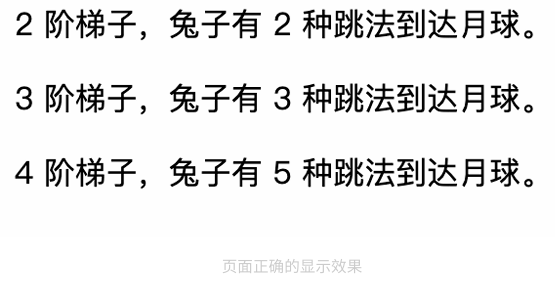 2 阶梯子，兔子有 2 种跳法到达月球。
3 阶梯子，兔子有 3 种跳法到达月球。
4 阶梯子，兔子有 5 种跳法到达月球。
页面正确的显示效果